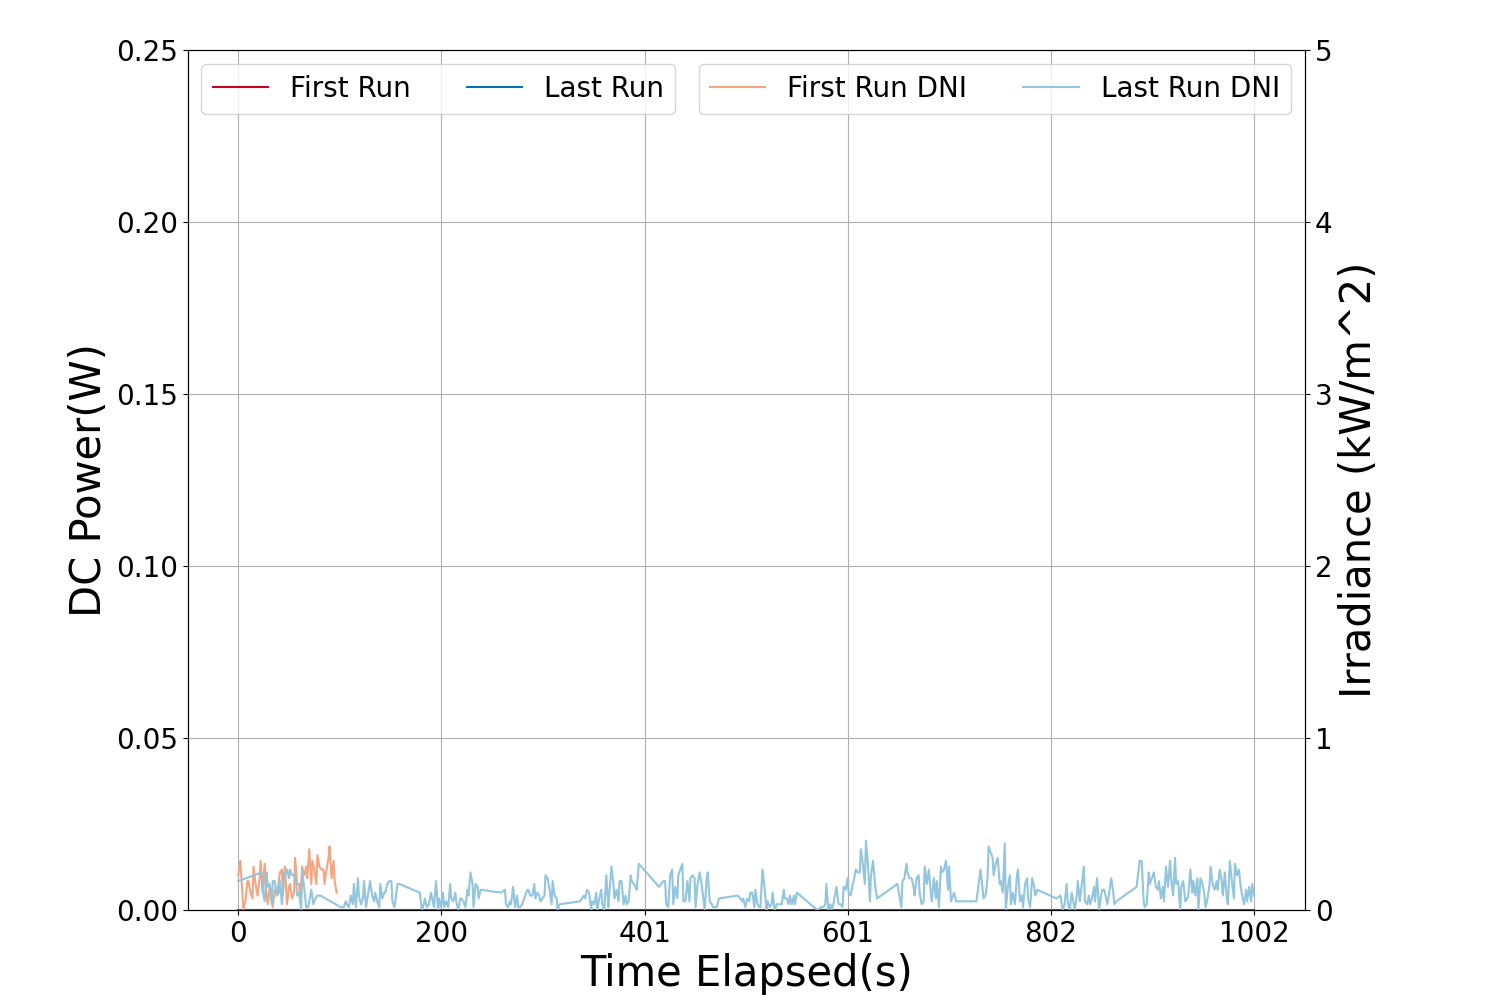 First Run
Last Run
First Run DNI
Last Run DNI
DC Power(W)
0.25
0.20
0.15
0.10
0.05
0.00
5
4
3
2
1
0
Irradiance (kW/m^2)
0 200 401 601 802 1002
Time Elapsed(s)